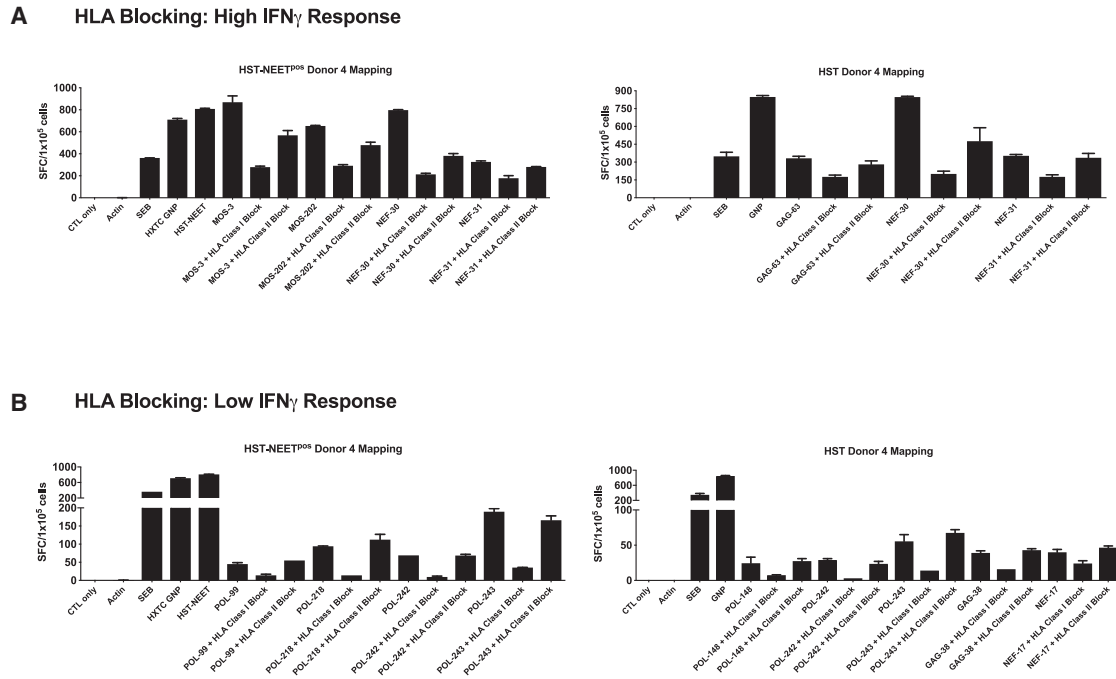 A HLA Blocking: High IFNγ Response
HST-NEETpos Donor 4 Mapping
SFC/1x105 cells
1000
800
600
400
200
0
CTL only
Actin
SEB
HXTC GNP
HST-NEET
MOS-3
MOS-3 + HLA Class I Block
MOS-3 + HLA Class II Block
MOS-202
MOS-202 + HLA Class I Block
MOS-202 + HLA Class II Block
NEF-30
NEF-30 + HLA Class I Block
NEF-30 + HLA Class II Block
NEF-31
NEF-31 + HLA Class I Block
NEF-31 + HLA Class II Block
HST Donor 4 Mapping
SFC/1x105 cells
900
750
600
450
300
150
0
CTL only
Actin
SEB
GNP
GAG-63
GAG-63 + HLA Class I Block
GAG-63 + HLA Class II Block
NEF-30
NEF-30 + HLA Class I Block
NEF-30 + HLA Class II Block
NEF-31
NEF-31 + HLA Class I Block
NEF-31 + HLA Class II Block
B HLA Blocking: Low IFNγ Response
HST-NEETpos Donor 4 Mapping
SFC/1x105 cells
1000
600
200
200
150
100
50
0
CTL only
Actin
SEB
HXTC GNP
HST-NEET
POL-99
POL-99 + HLA Class I Block
POL-99 + HLA Class II Block
POL-218
POL-218 + HLA Class I Block
POL-218 + HLA Class II Block
POL-242
POL-242 + HLA Class I Block
POL-242 + HLA Class II Block
POL-243
POL-243 + HLA Class I Block
POL-243 + HLA Class II Block
HST Donor 4 Mapping
SFC/1x105 cells
1000
600
200
100
50
0
CTL only
Actin
SEB
GNP
POL-148
POL-148 + HLA Class I Block
POL-148 + HLA Class II Block
POL-242
POL-242 + HLA Class I Block
POL-242 + HLA Class II Block
POL-243
POL-243 + HLA Class I Block
POL-243 + HLA Class II Block
GAG-38
GAG-38 + HLA Class I Block
GAG-38 + HLA Class II Block
NEF-17
NEF-17 + HLA Class I Block
NEF-17 + HLA Class II Block